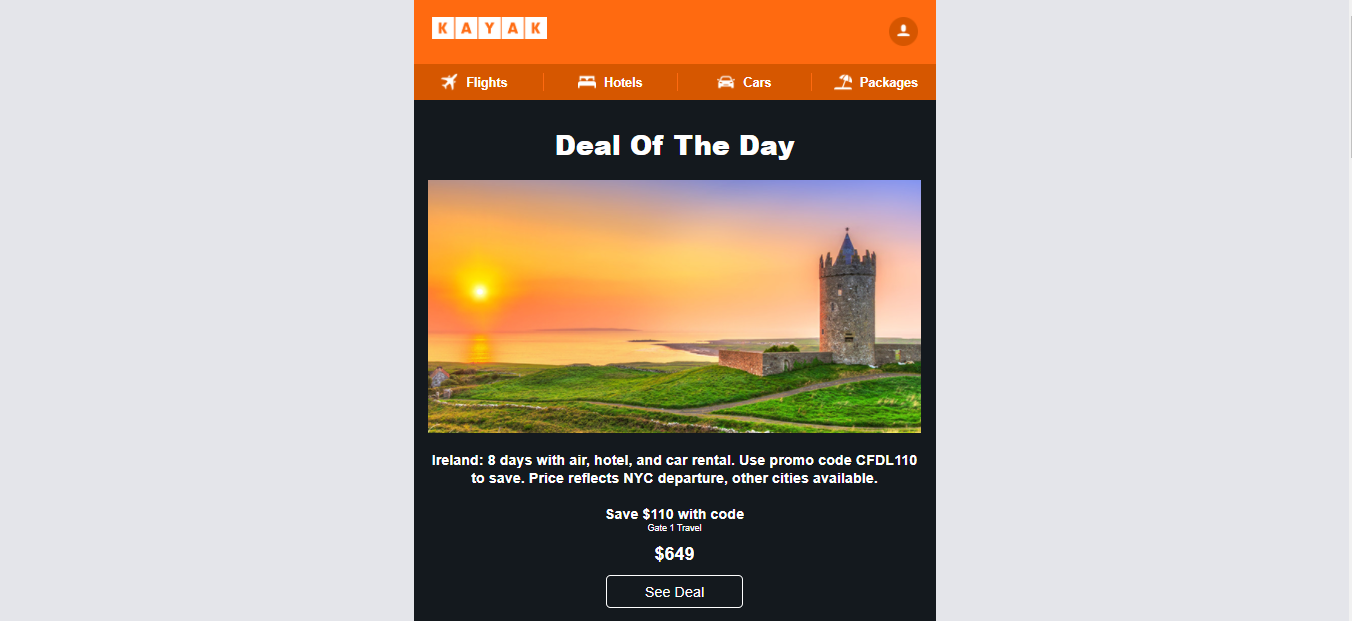 KAYAK
Flights
Hotels
Cars
Packages
Deal Of The Day
Ireland: 8 days with air, hotel, and car rental. Use promo code CFDL110
to save. Price reflects NYC departure, other cities available.
Save $110 with code
Gate 1 Travel
$649
See Deal